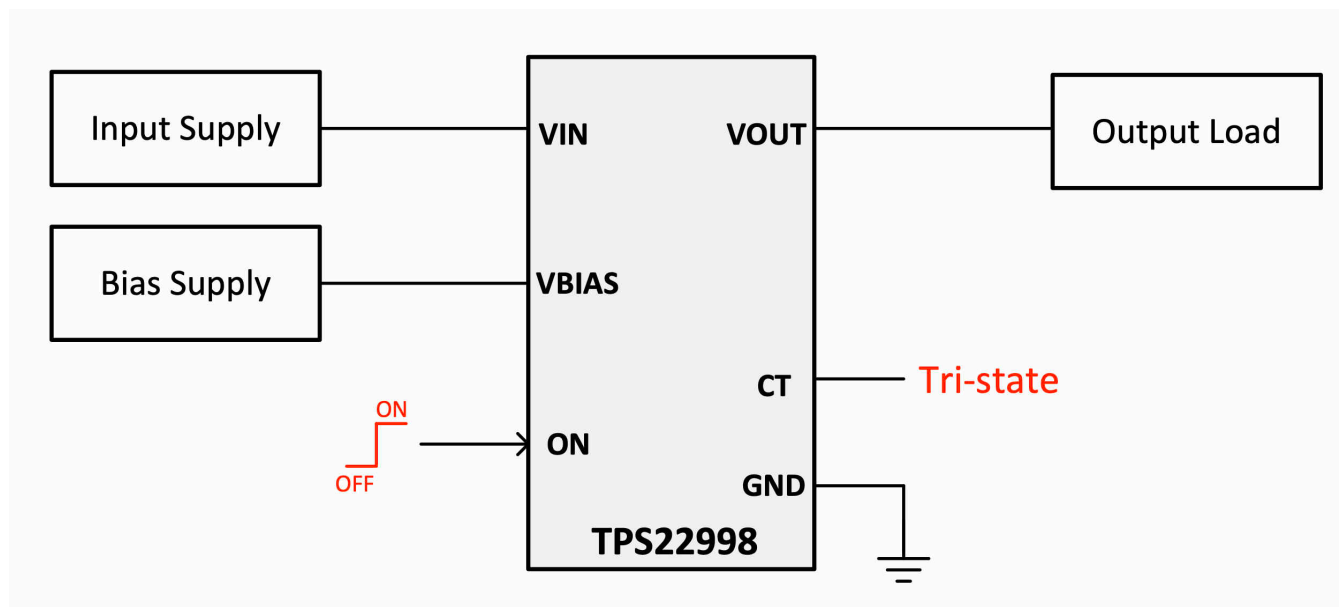 Input Supply
VIN
VOUT
Output Load
Bias Supply
VBIAS
CT
Tri-state
ON
OFF
ON
GND
TPS22998